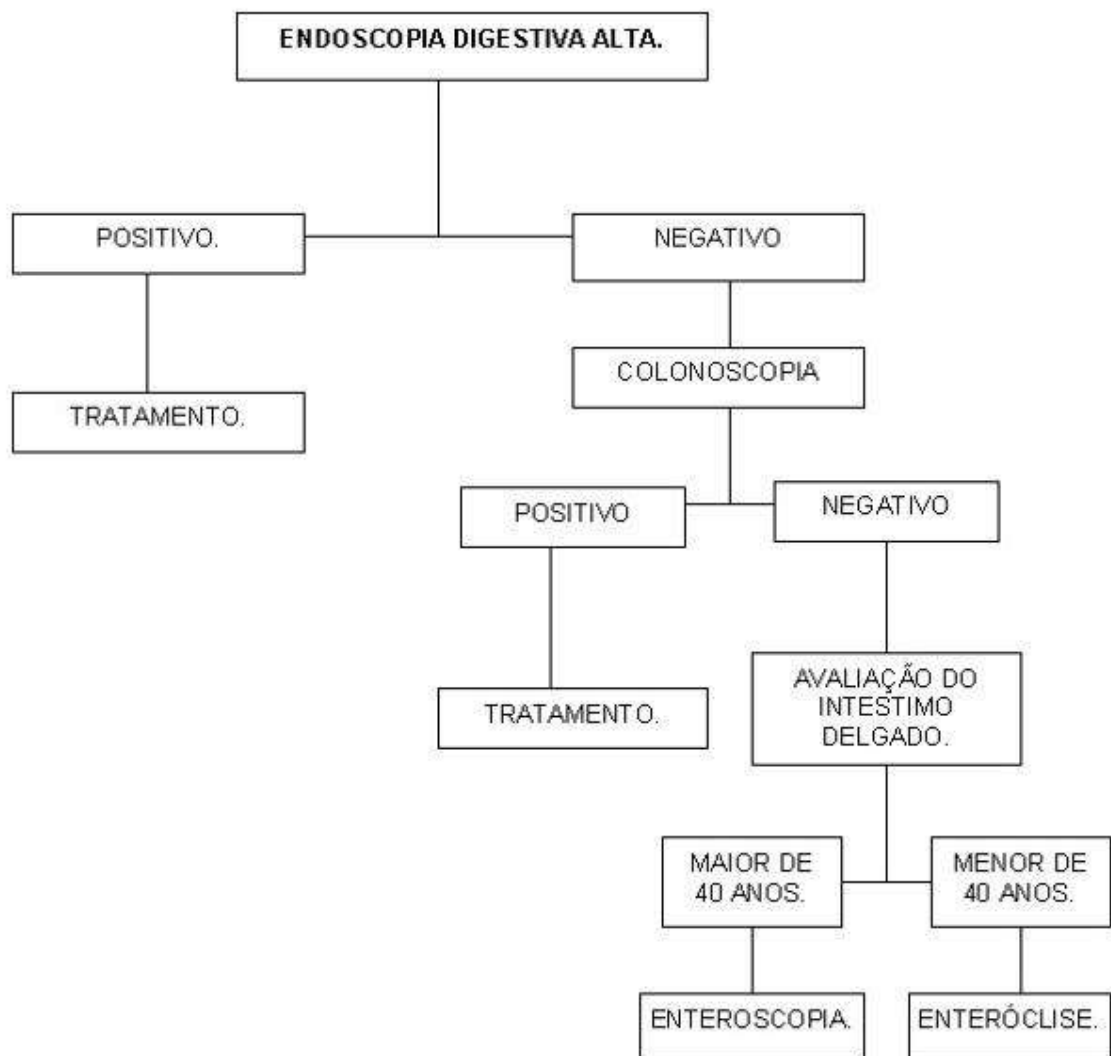 ENDOSCOPIA DIGESTIVA ALTA.
POSITIVO.
NEGATIVO
COLONOSCOPIA
TRATAMENTO.
POSITIVO
NEGATIVO
AVALIAÇÃO DO
INTESTIMO
DELGADO.
TRATAMENTO.
MAIOR DE
40 ANOS.
MENOR DE
40 ANOS.
ENTEROSCOPIA.
ENTERÓCLISE.